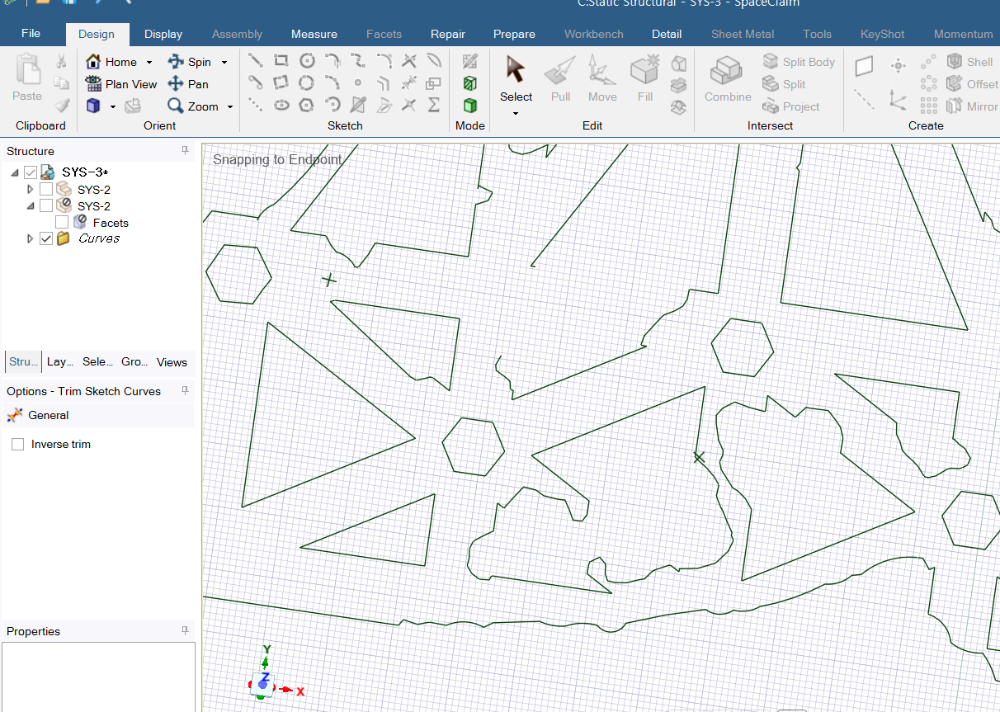 C:Static Structural - SYS-3 - SpaceClaim
File Design Display Assembly Measure Facets Repair Prepare Workbench Detail Sheet Metal Tools KeyShot Momentum
Home Spin Select Pull Move Fill Combine Split Body Shell
Paste Plan View Pan Split Offset
Zoom Project Mirror
Clipboard Orient Sketch Mode Edit Intersect Create
Structure
Snapping to Endpoint
SYS-3*
SYS-2
SYS-2
Facets
Curves
Stru... Lay... Sele... Gro... Views
Options - Trim Sketch Curves
General
Inverse trim
Properties
Y
Z
X